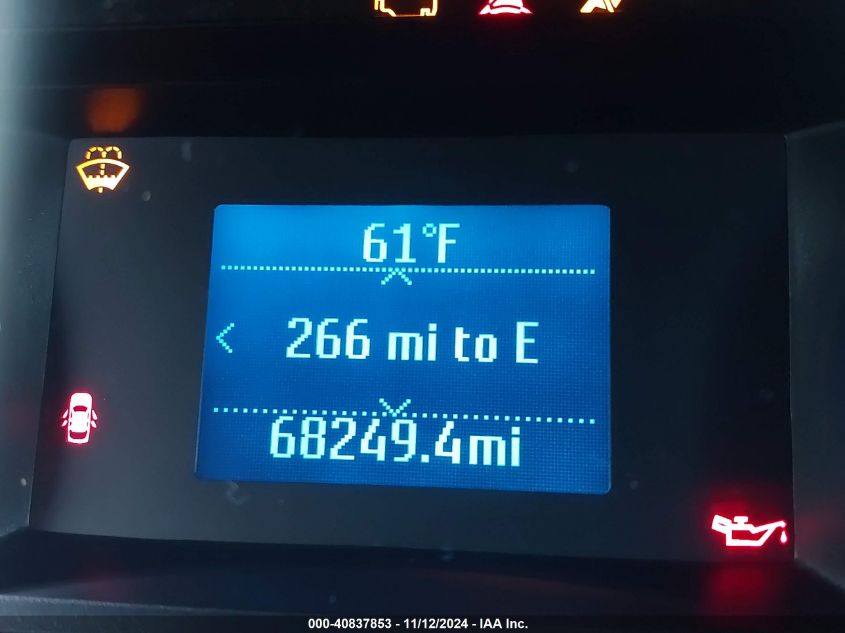 61°F
266 mi to E
68249.4mi
000-40837853 - 11/12/2024 - IAA Inc.